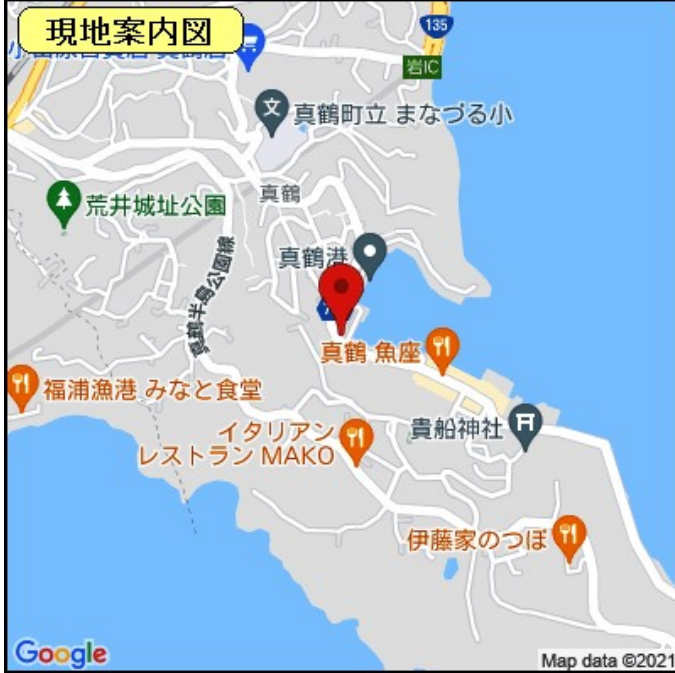 現地案内図
135
岩IC
真鶴町立 まなづる小
真鶴
荒井城址公園
真鶴港
真鶴半島公園線
真鶴 魚座
福浦漁港 みなと食堂
イタリアン
レストラン MAKO
貴船神社
伊藤家のつぼ
Google
Map data ©2021